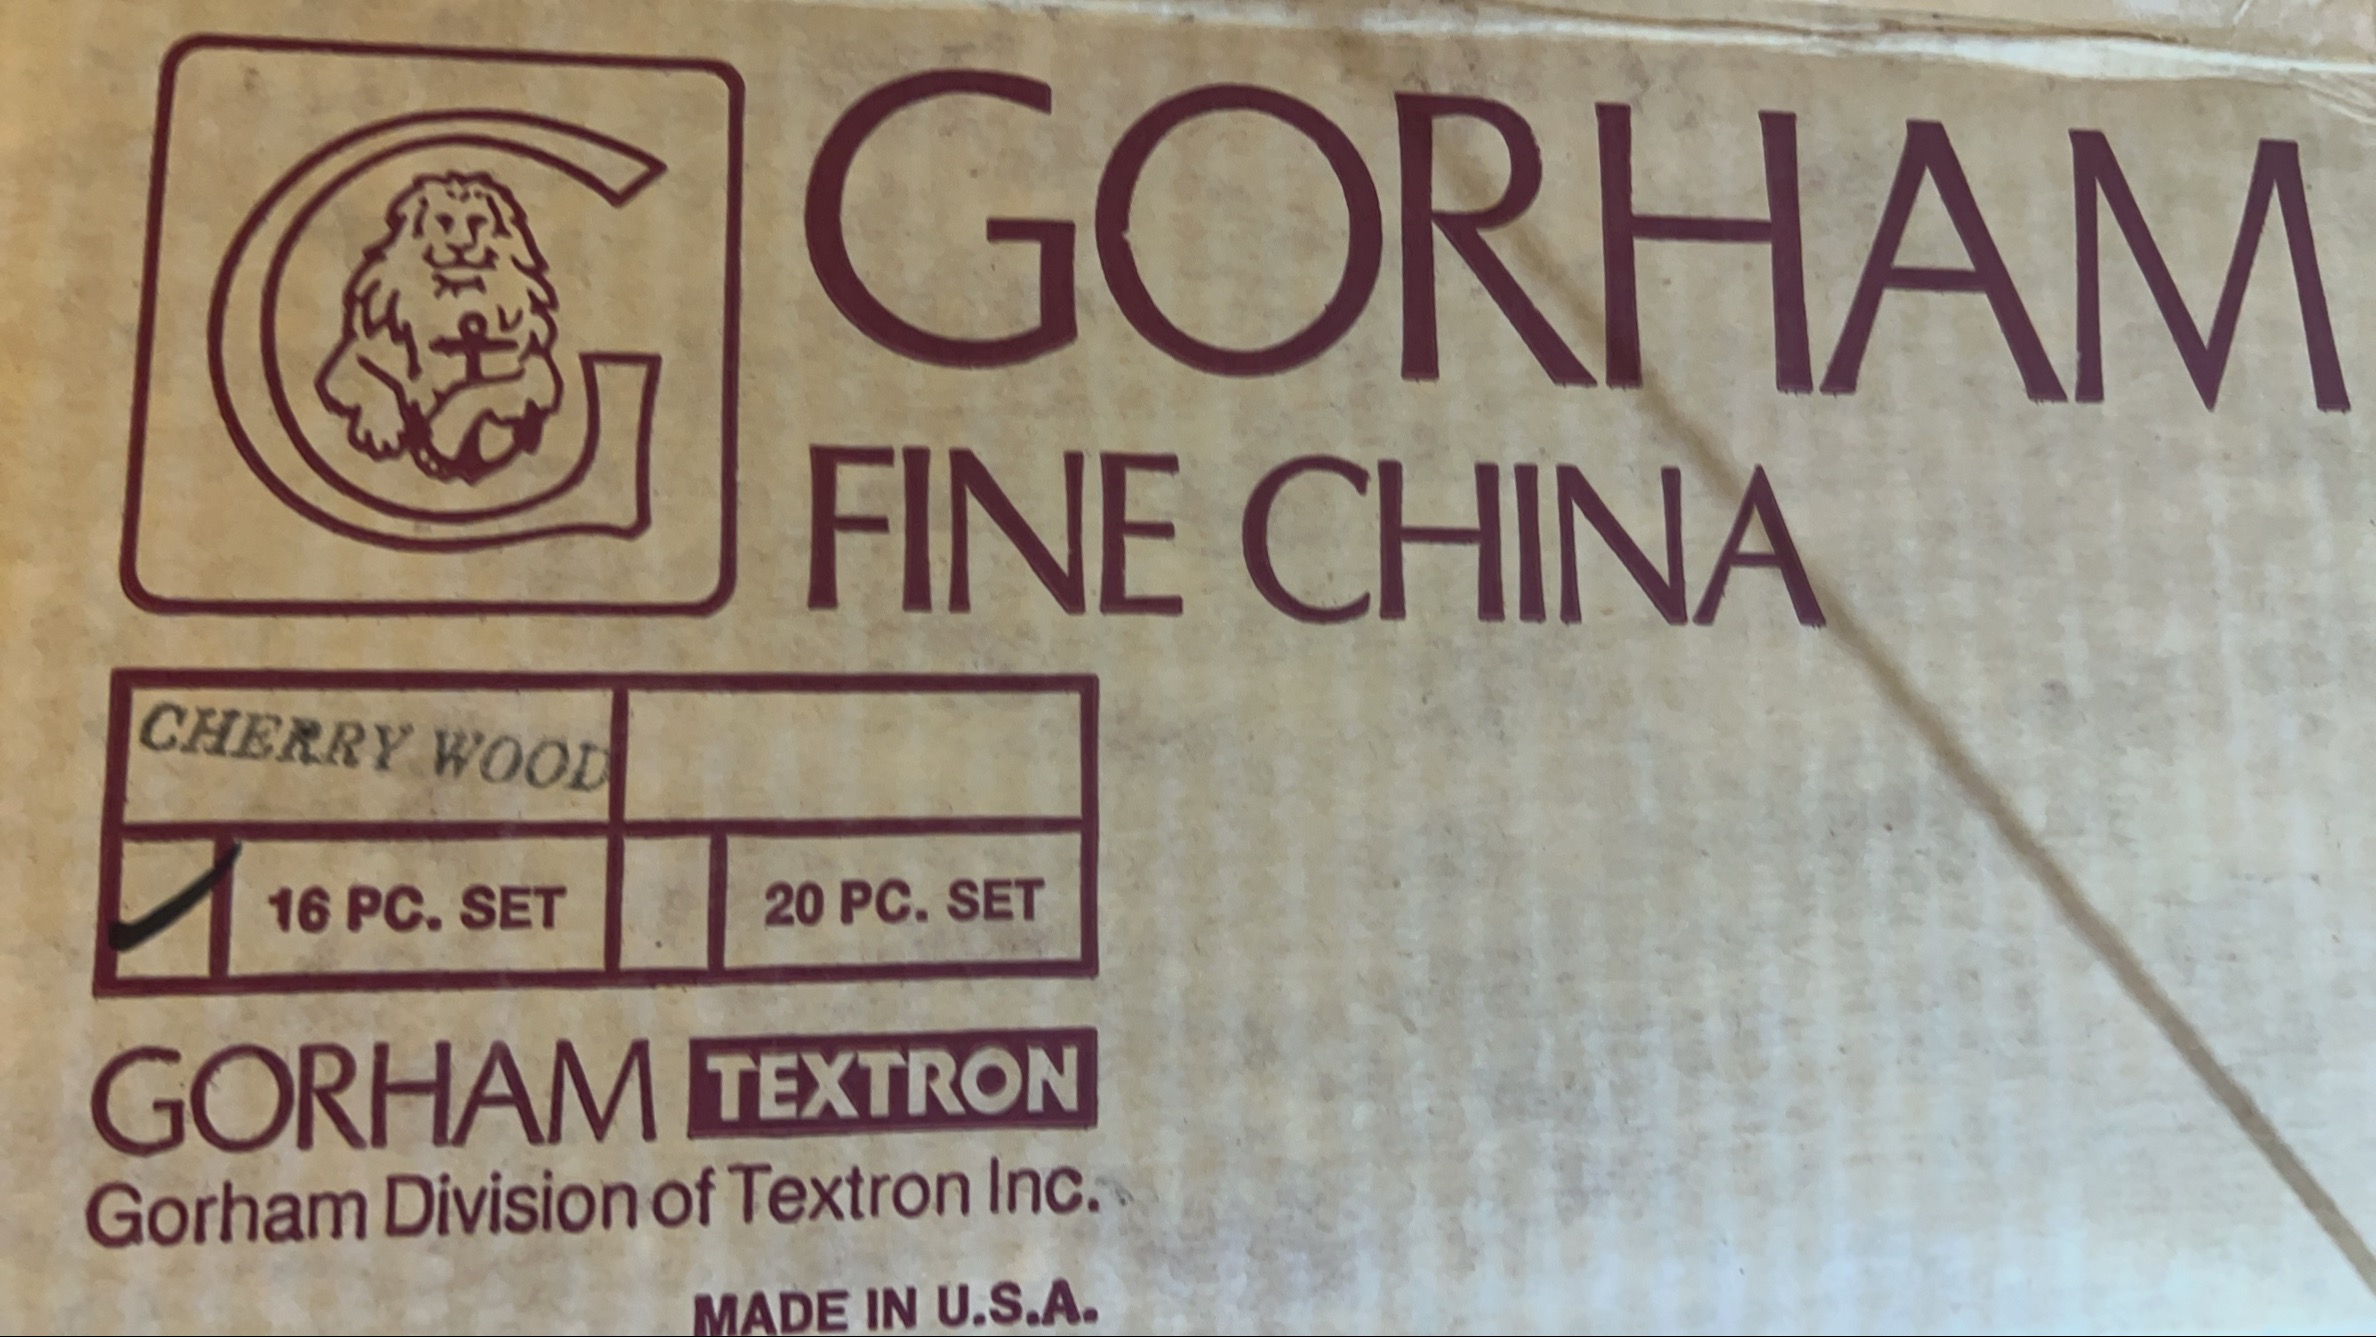 GORHAM
FINE CHINA
CHERRY WOOD
16 PC. SET
20 PC. SET
GORHAM TEXTRON
Gorham Division of Textron Inc.
MADE IN U.S.A.